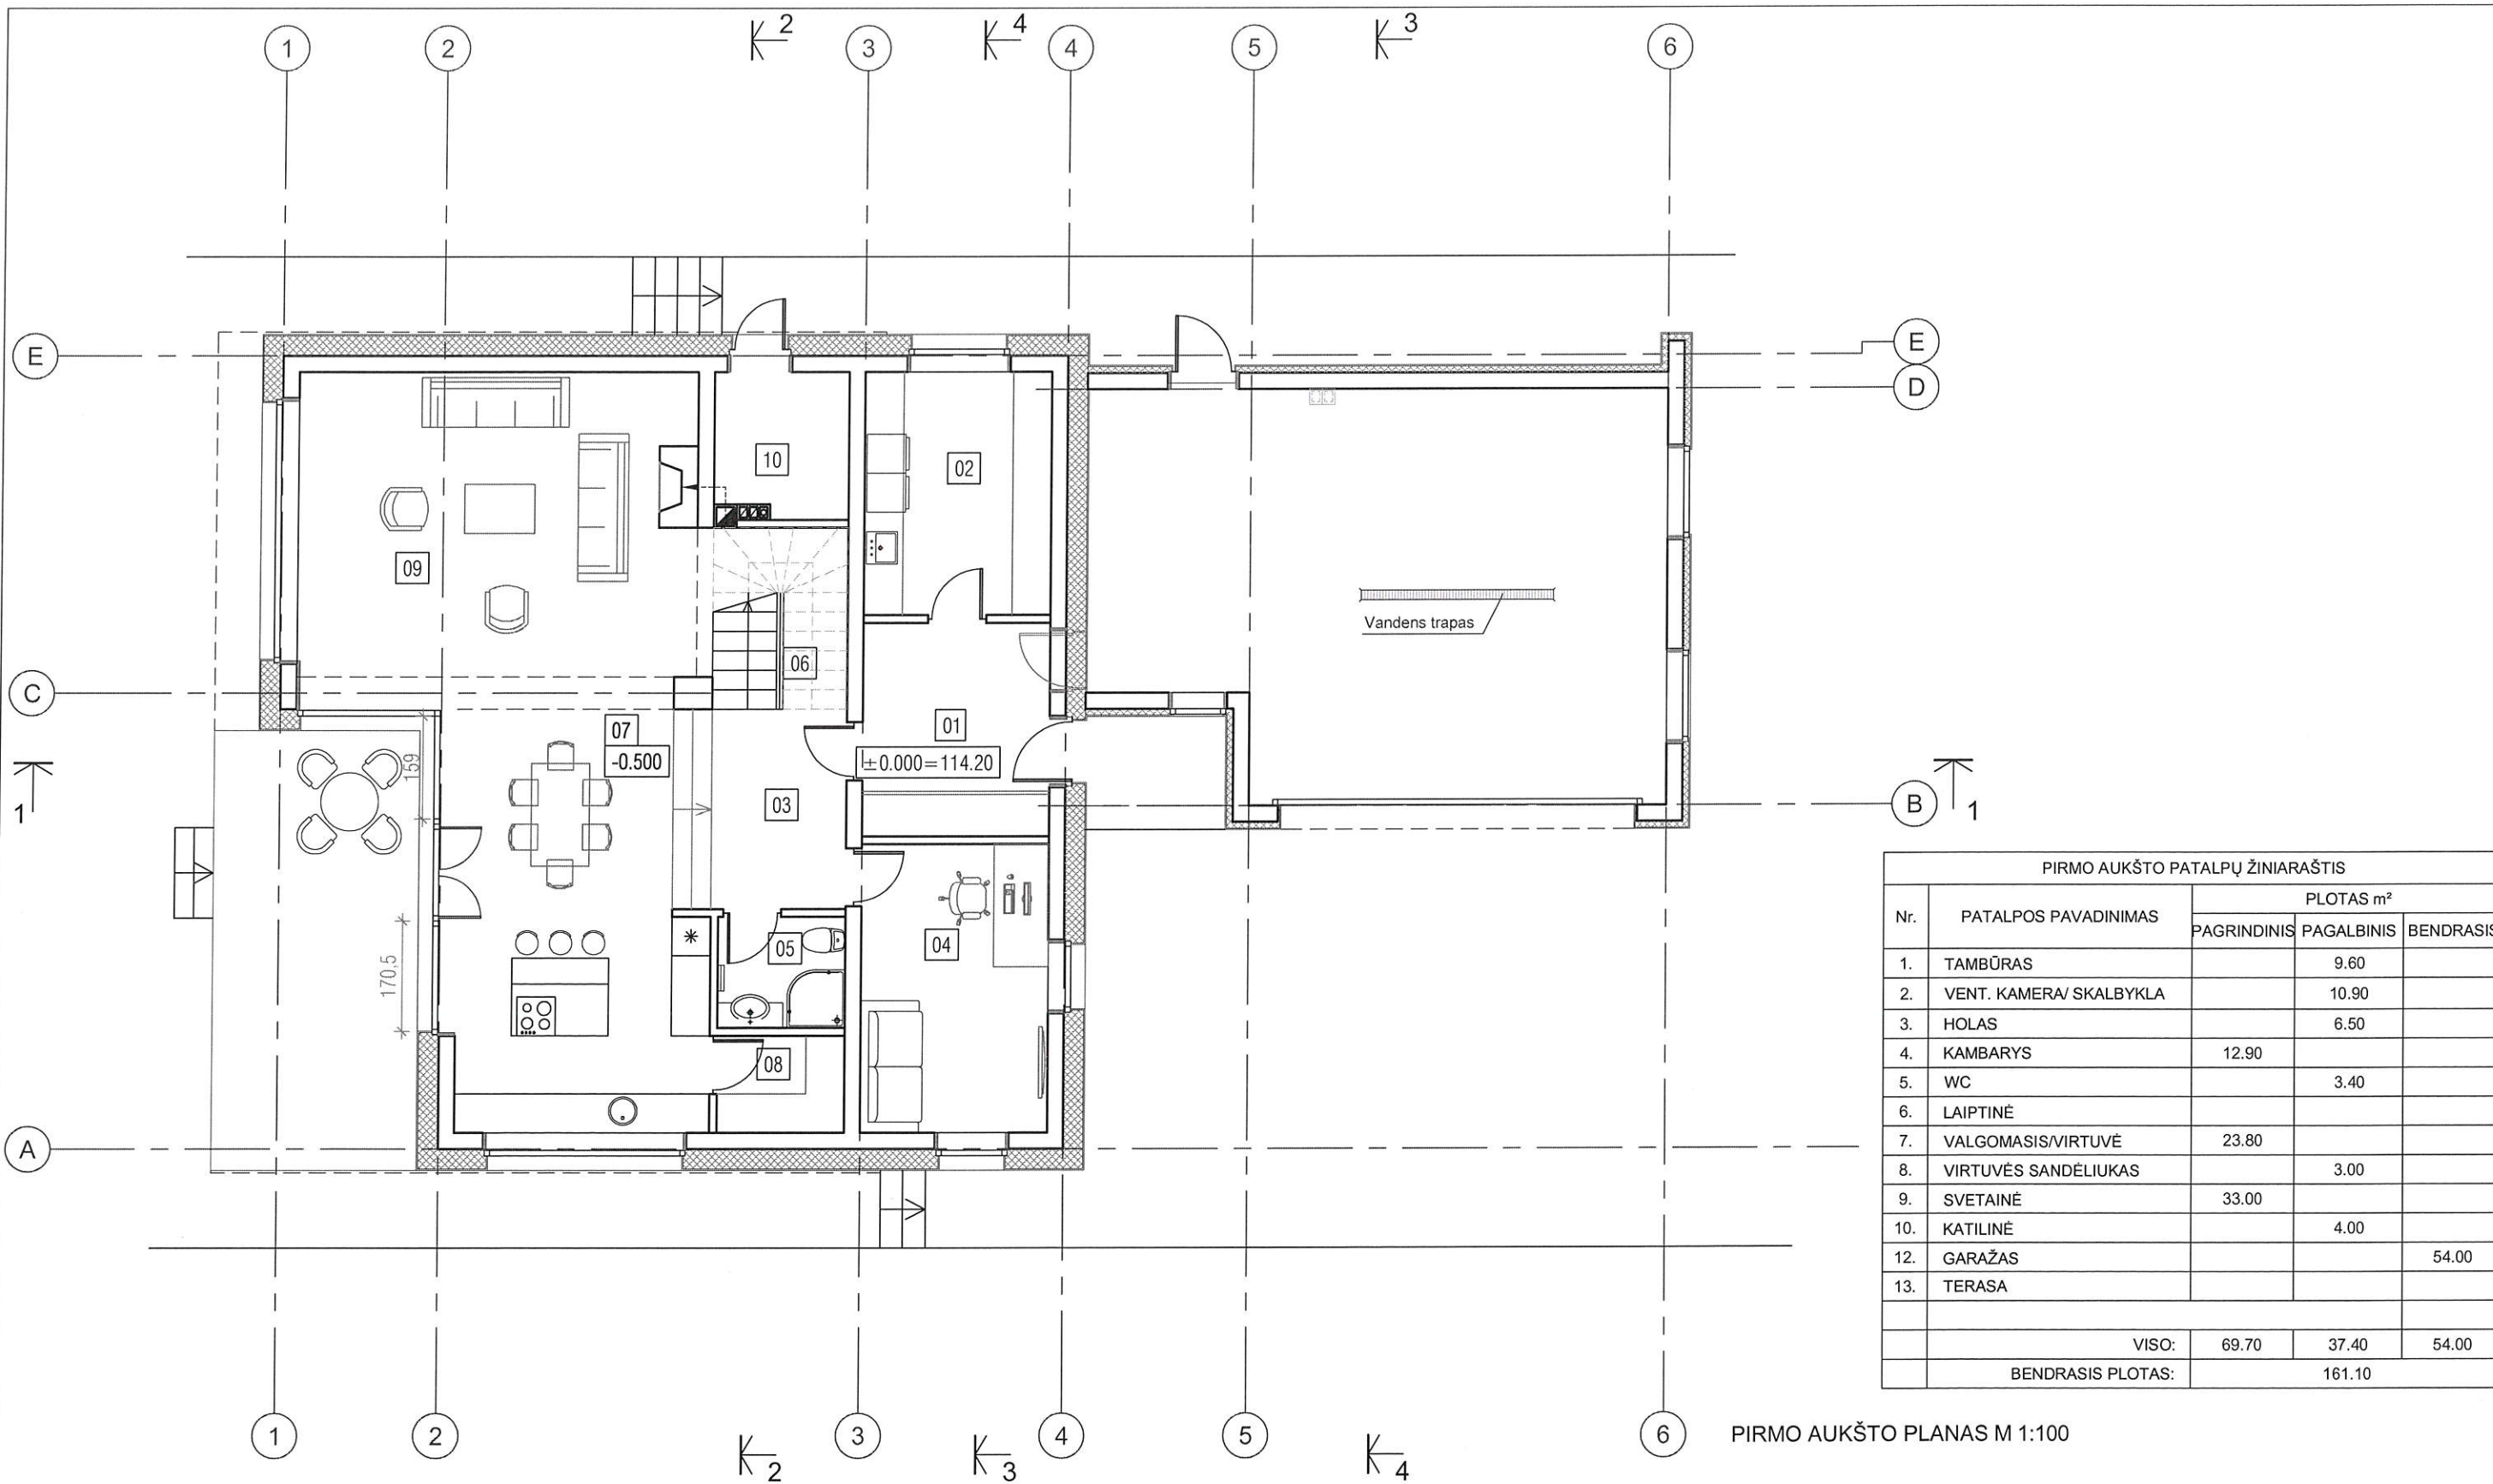 2 4 3
1 2 3 4 5 6
E E
D
10
02
09
Vandens trapas
06
C
07
-0.500
01
±0.000=114.20
159
03
1 B 1
05
04
170,5
08
A
PIRMO AUKŠTO PATALPŲ ŽINIARAŠTIS
Nr. PATALPOS PAVADINIMAS PLOTAS m²
PAGRINDINIS PAGALBINIS BENDRASIS
1. TAMBŪRAS 9.60
2. VENT. KAMERA/ SKALBYKLA 10.90
3. HOLAS 6.50
4. KAMBARYS 12.90
5. WC 3.40
6. LAIPTINĖ
7. VALGOMASIS/VIRTUVĖ 23.80
8. VIRTUVĖS SANDĖLIUKAS 3.00
9. SVETAINĖ 33.00
10. KATILINĖ 4.00
12. GARAŽAS 54.00
13. TERASA
VISO: 69.70 37.40 54.00
BENDRASIS PLOTAS: 161.10
1 2 3 4 5 6
PIRMO AUKŠTO PLANAS M 1:100
2 3 4